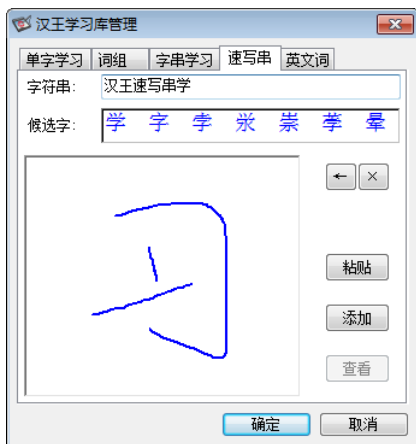 汉王学习库管理
单字学习 词组 字串学习 速写串 英文词
字符串: 汉王速写串学
候选字: 学 字 李 泶 崇 茡 晕
← ×
粘贴
添加
查看
确定 取消